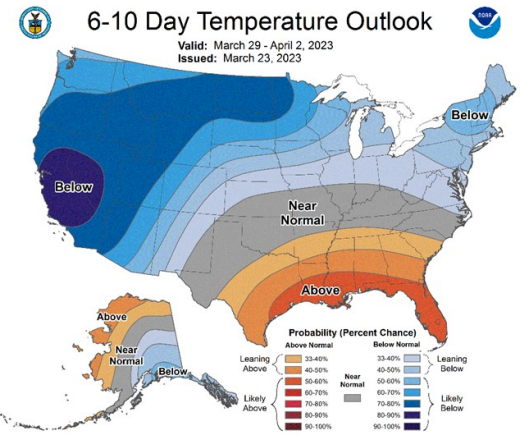 6-10 Day Temperature Outlook
Valid: March 29 - April 2, 2023
Issued: March 23, 2023
NOAA
Below
Below
Near
Normal
Above
Above
Near
Normal
Below
Probability (Percent Chance)
Above Normal
Below Normal
Leaning
Above
33-40%
40-50%
Near
Normal
33-40%
40-50%
Leaning
Below
Likely
Above
50-60%
60-70%
70-80%
80-90%
90-100%
50-60%
60-70%
70-80%
80-90%
90-100%
Likely
Below